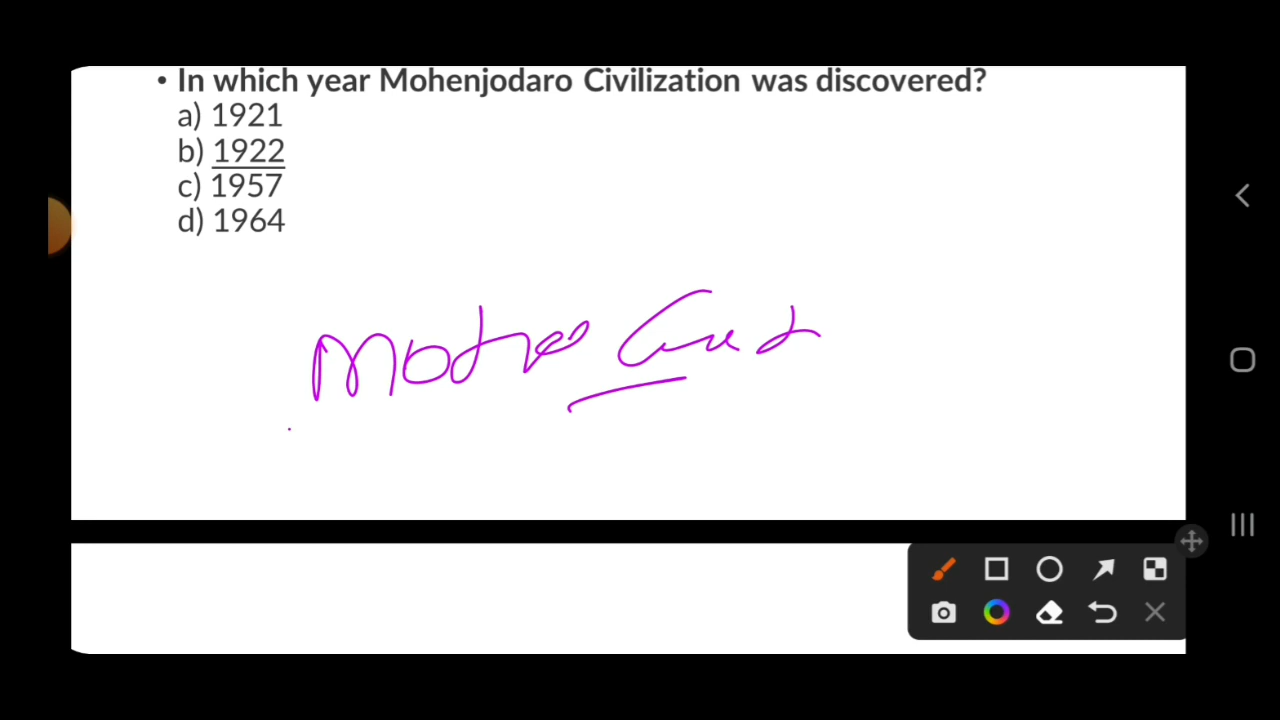 • In which year Mohenjodaro Civilization was discovered?
a) 1921
b) 1922
c) 1957
d) 1964